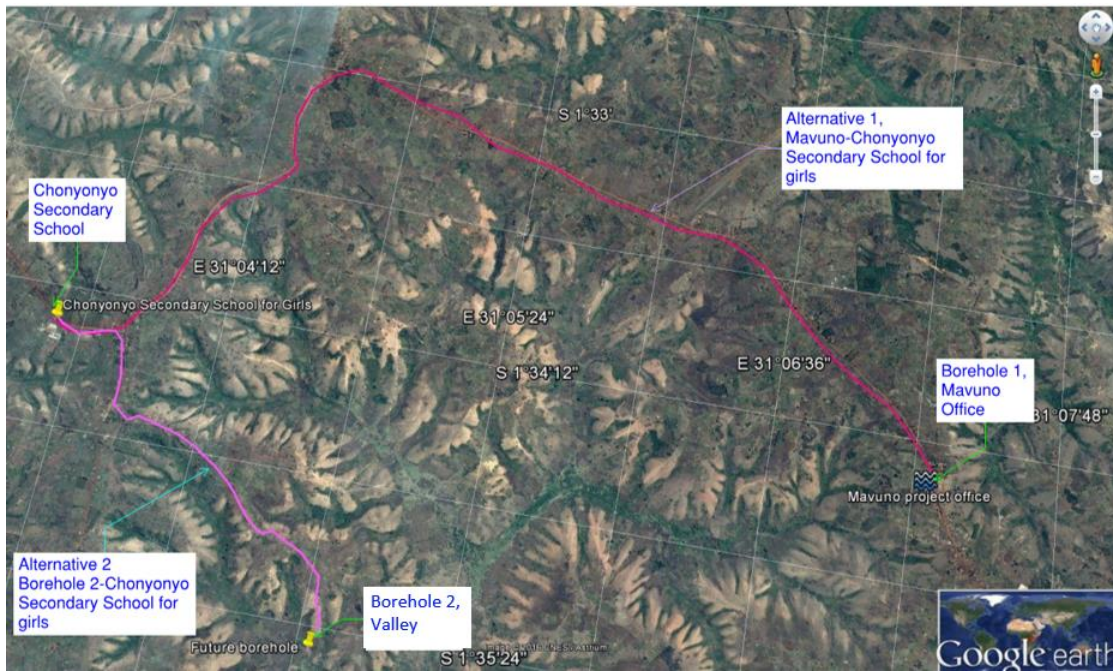 S 1°33'
Alternative 1,
Mavuno-Chonyonyo
Secondary School for
girls
Chonyonyo
Secondary
School
E 31°04'12"
Chonyonyo Secondary School for Girls
E 31°05'24"
S 1°34'12"
E 31°06'36"
Borehole 1,
Mavuno
Office
31°07'48"
Mavuno project office
Alternative 2
Borehole 2-Chonyonyo
Secondary School for
girls
Borehole 2,
Valley
Future borehole
S 1°35'24"
Google earth